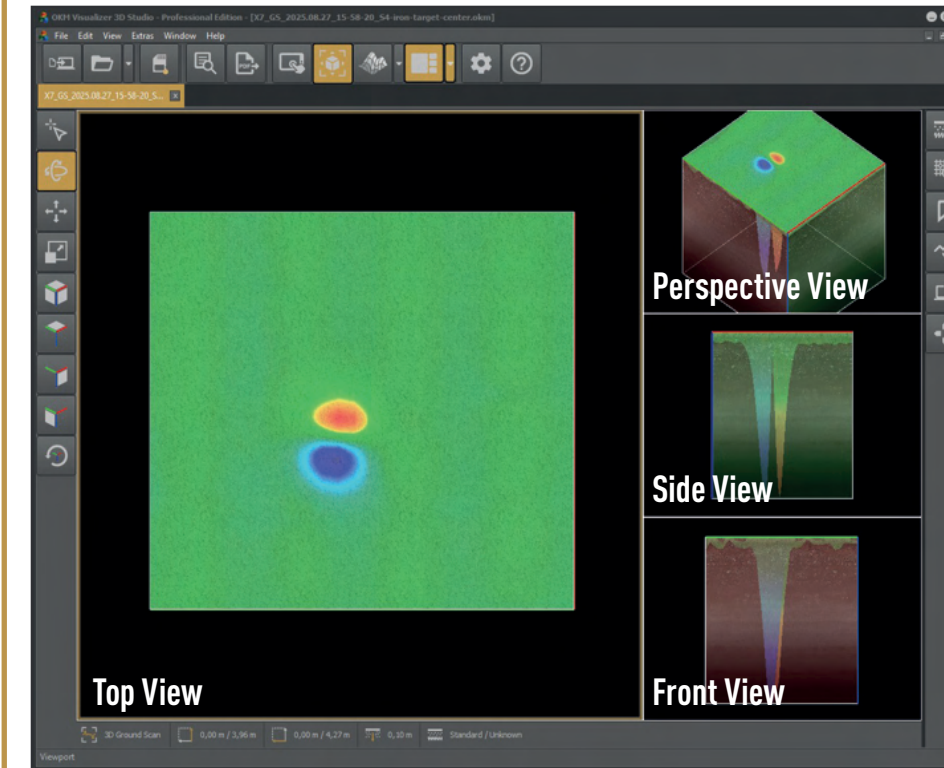 OKM Visualizer 3D Studio - Professional Edition - [X7_GS_2025.08.27_15-58-20_S4-iron-target-center.okm]
File Edit View Extras Window Help
PDF
X7_GS_2025.08.27_15-58-20_S... x
Perspective View
Side View
Top View
Front View
3D Ground Scan 0,00 m / 3,96 m 0,00 m / 4,27 m 0,10 m Standard / Unknown
Viewport